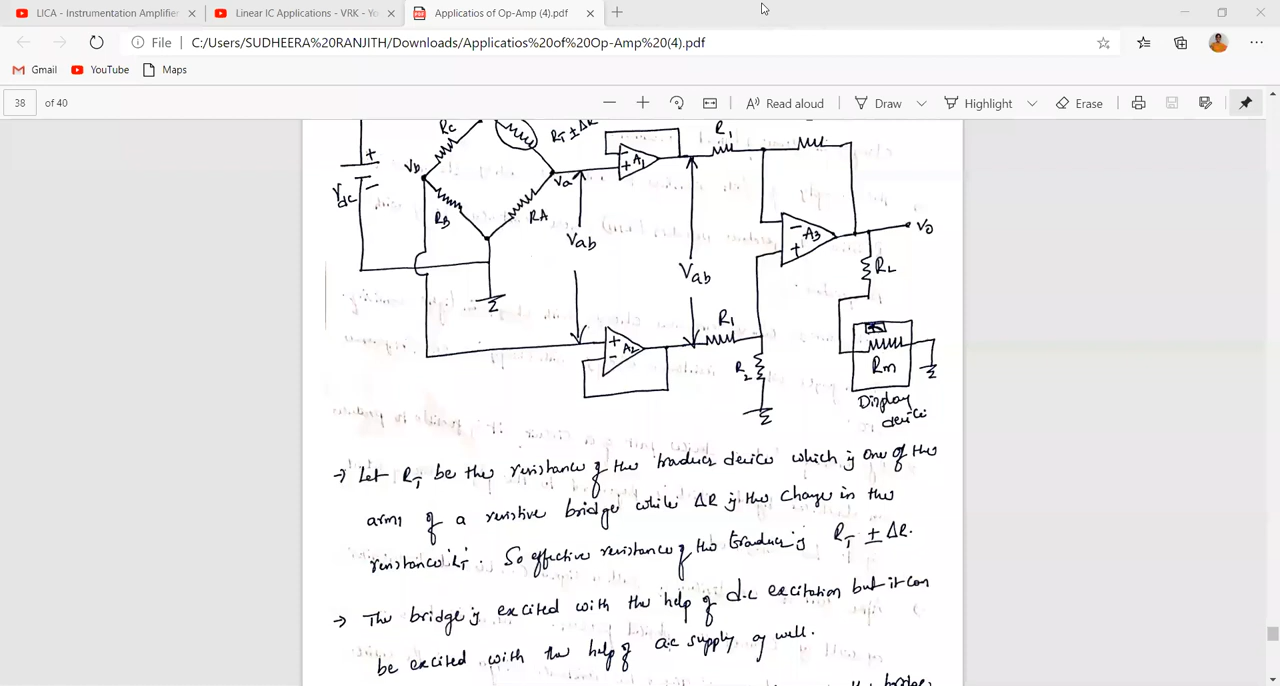 LICA - Instrumentation Amplifier
Linear IC Applications - VRK - Yo
Applicatios of Op-Amp (4).pdf
File
C:/Users/SUDHEERA%20RANJITH/Downloads/Applicatios%20of%20Op-Amp%20(4).pdf
Gmail
YouTube
Maps
38 of 40
Read aloud
Draw
Highlight
Erase
RC
RT ± ΔR
R1
Vb
+
Va
-
+
A1
Vdc
-
RB
RA
Vab
Vab
-
+
A3
Vo
RL
R1
+
-
A2
R2
Rm
Display
device
→ Let RT be the resistance of the traducer device which is one of the
arms of a resistive bridge while ΔR is the change in the
resistance RT. So effective resistance of the traducer is RT ± ΔR.
→ The bridge is excited with the help of d.c excitation but it can
be excited with the help of a.c supply as well.
bridge,